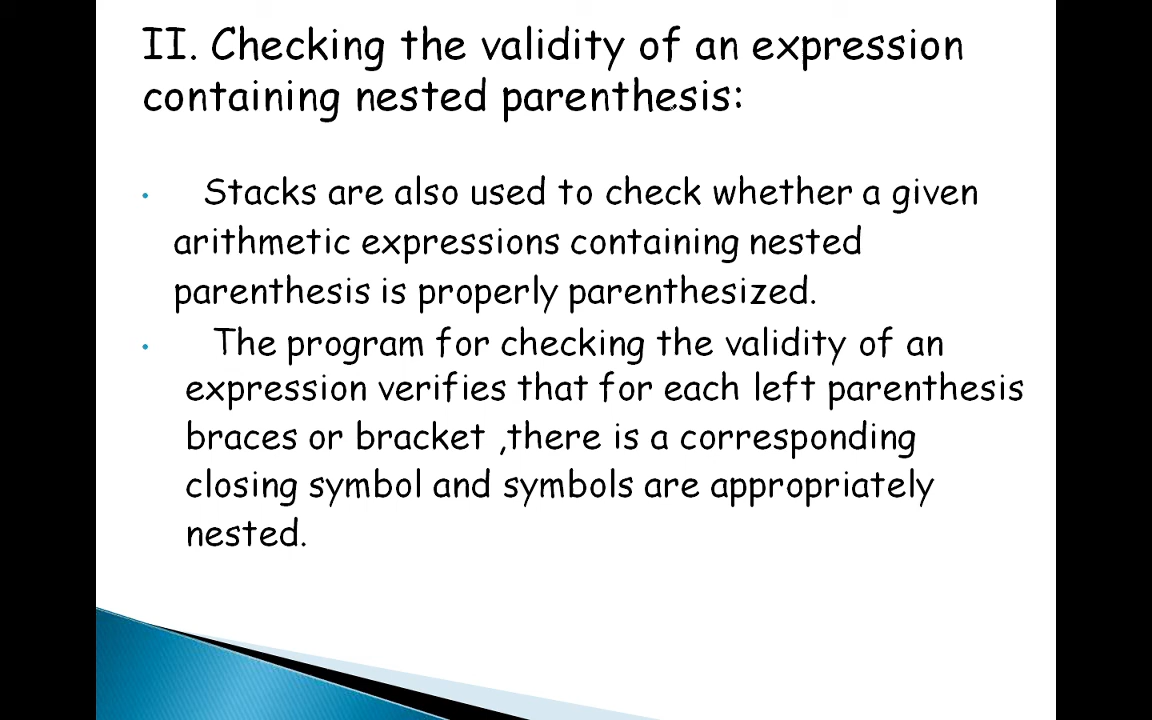 II. Checking the validity of an expression
containing nested parenthesis:
• Stacks are also used to check whether a given
arithmetic expressions containing nested
parenthesis is properly parenthesized.
• The program for checking the validity of an
expression verifies that for each left parenthesis
braces or bracket ,there is a corresponding
closing symbol and symbols are appropriately
nested.